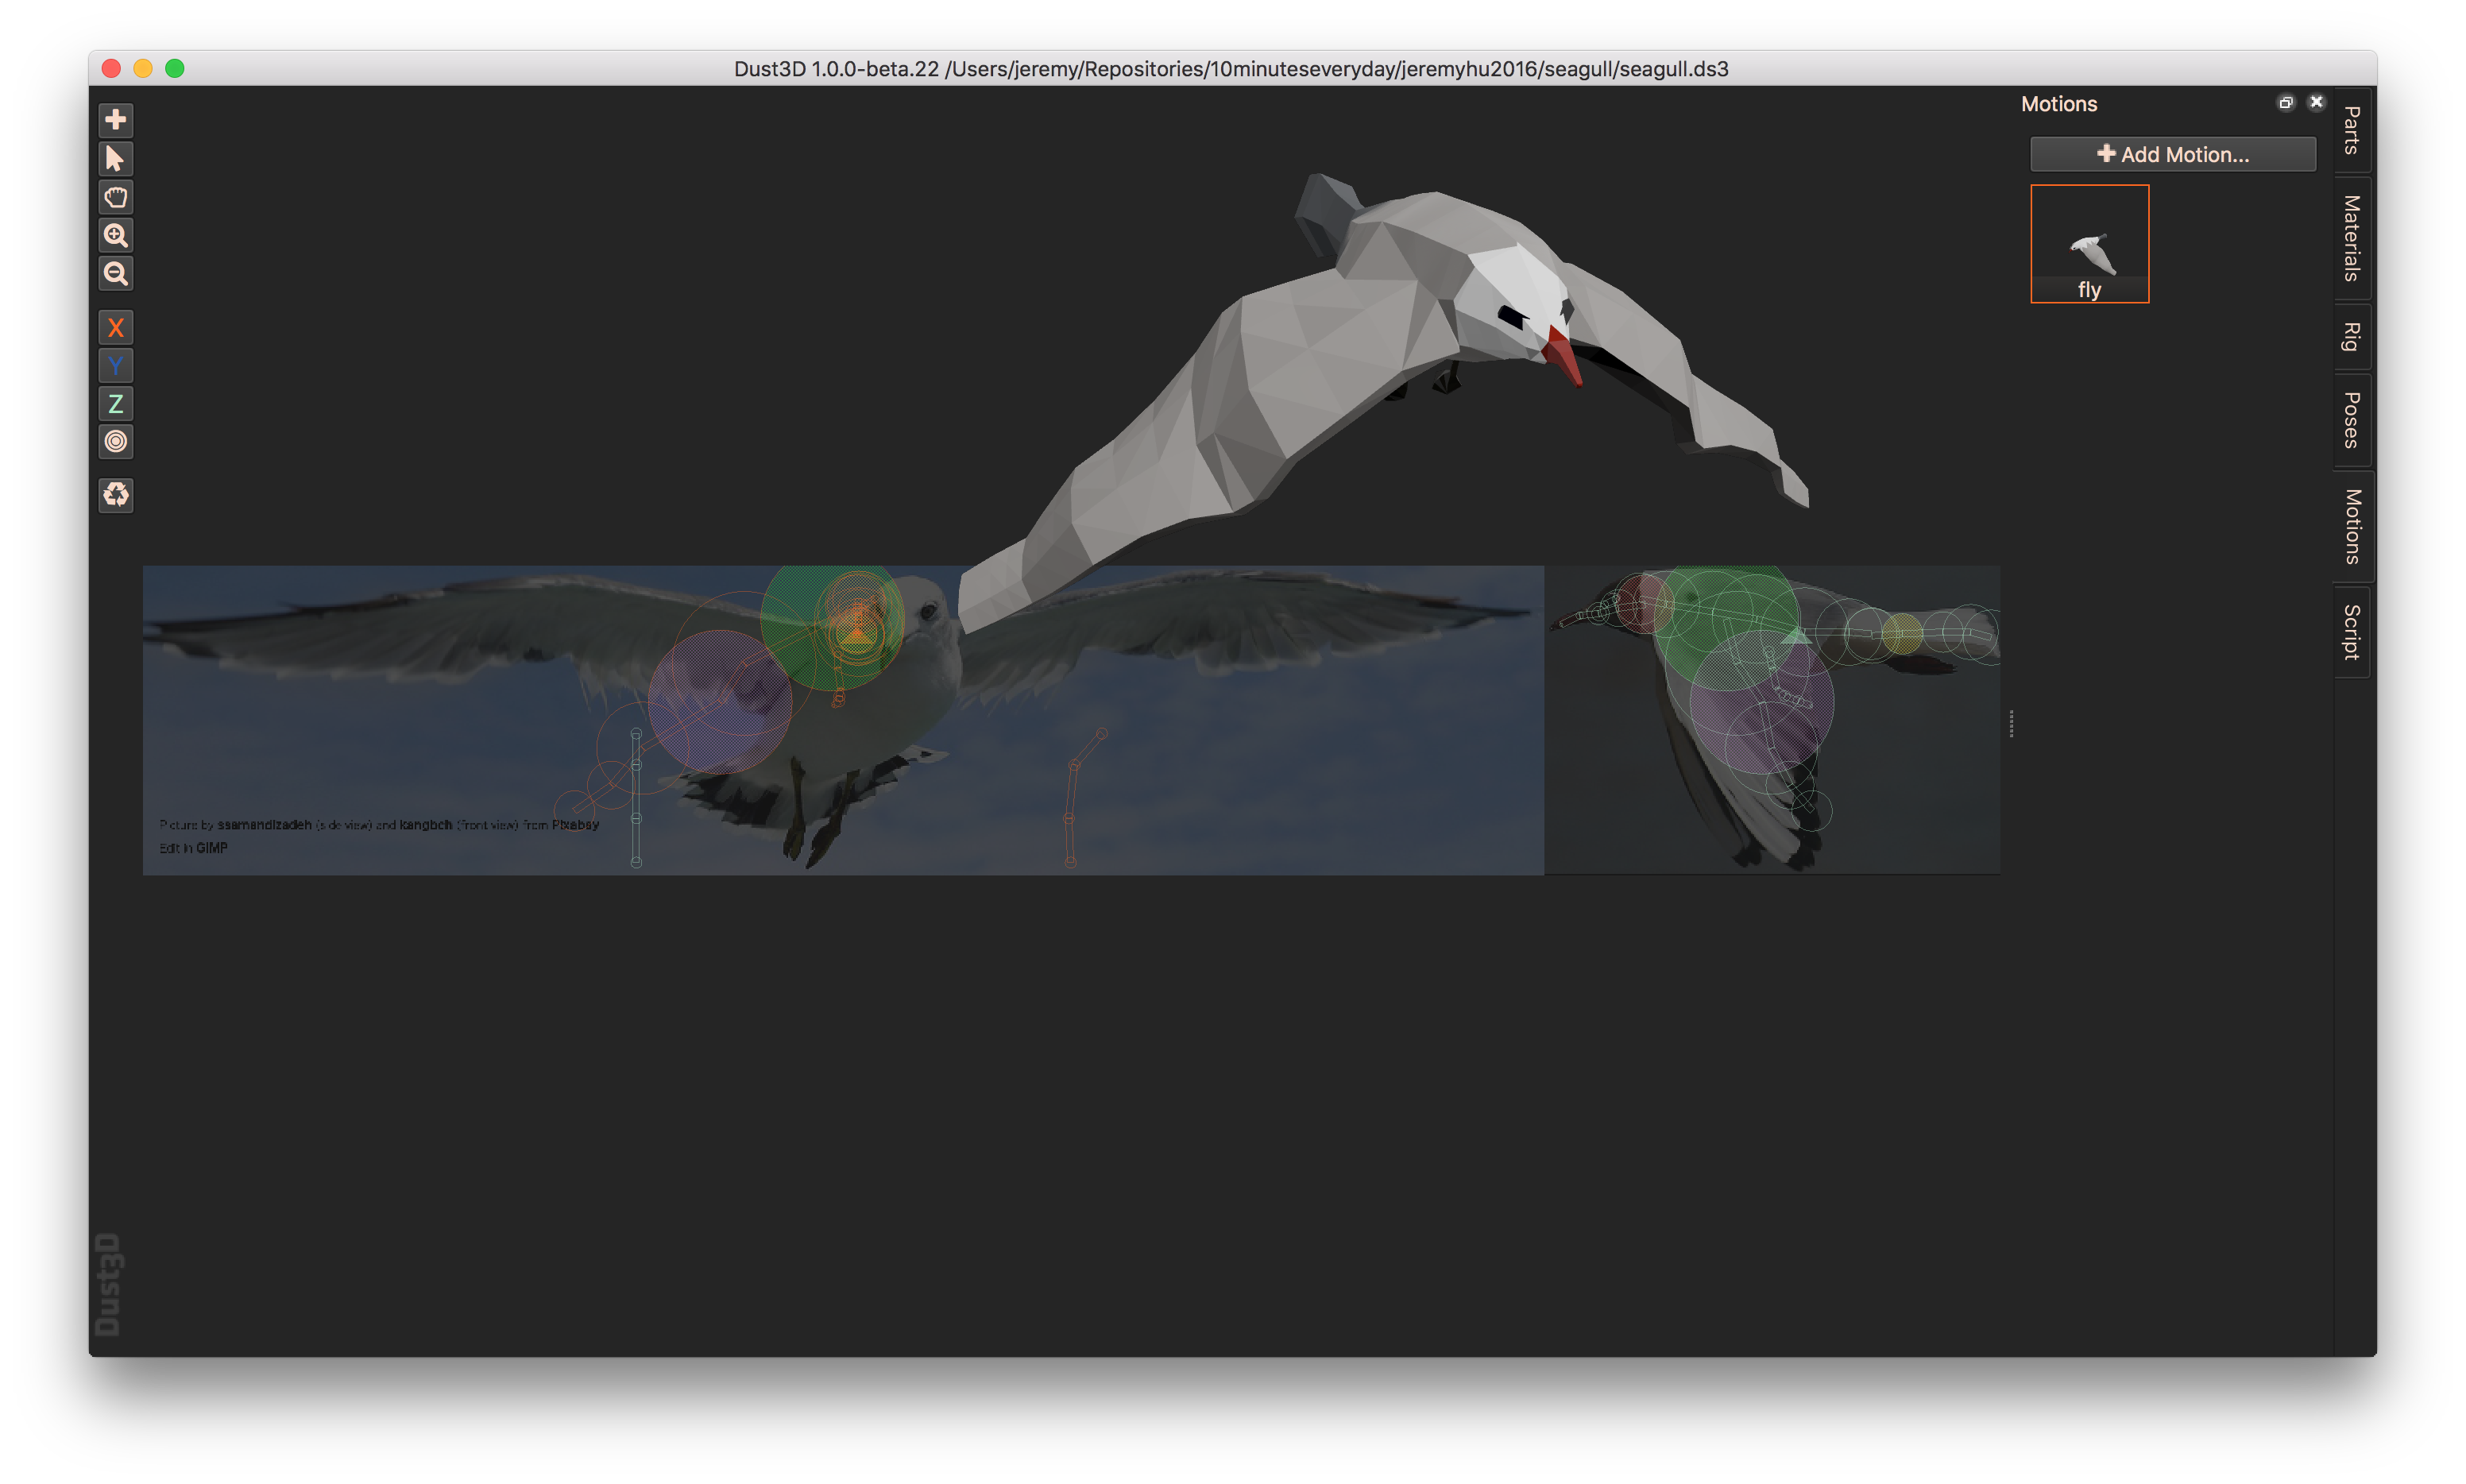 Dust3D 1.0.0-beta.22 /Users/jeremy/Repositories/10minuteseveryday/jeremyhu2016/seagull/seagull.ds3
X
Y
Z
Motions
Add Motion...
fly
Parts
Materials
Rig
Poses
Motions
Script
Picture by ssamandizadeh (side view) and kangbch (front view) from Pixabay
Edit in GIMP
Dust3D